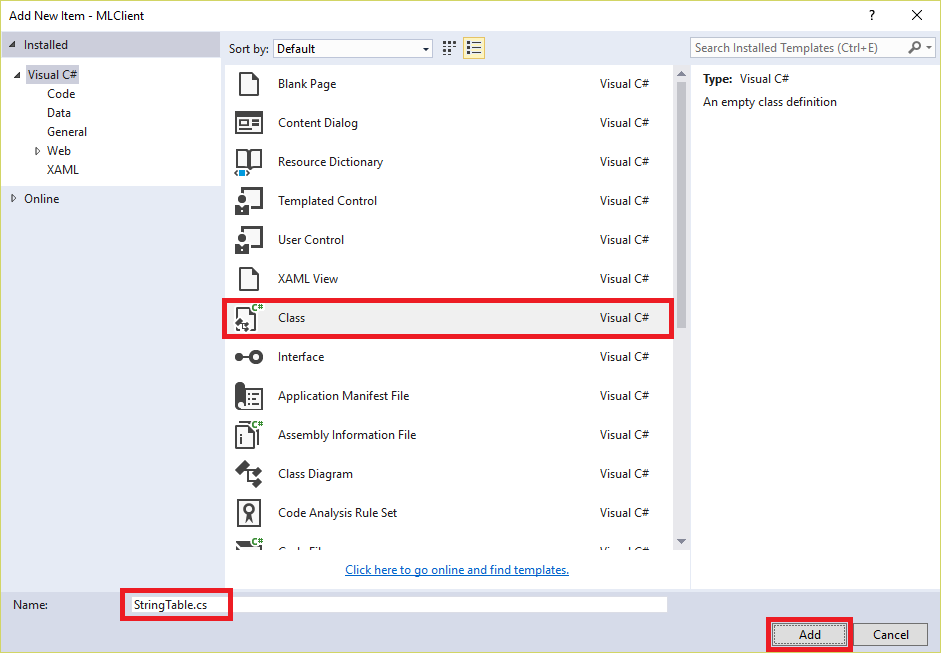 Add New Item - MLClient
?
Installed
Sort by: Default
Search Installed Templates (Ctrl+E)
Visual C#
Code
Data
General
Web
XAML
Online
Blank Page Visual C#
Content Dialog Visual C#
Resource Dictionary Visual C#
Templated Control Visual C#
User Control Visual C#
XAML View Visual C#
C#
Class Visual C#
Interface Visual C#
Application Manifest File Visual C#
C#
Assembly Information File Visual C#
Class Diagram Visual C#
Code Analysis Rule Set Visual C#
C#
Type: Visual C#
An empty class definition
Click here to go online and find templates.
Name: StringTable.cs
Add Cancel